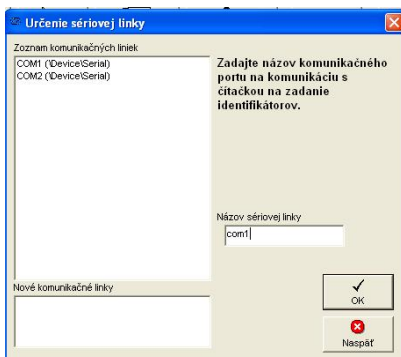 Určenie sériovej linky
Zoznam komunikačných liniek
COM1 (\Device\Serial)
COM2 (\Device\Serial)
Zadajte názov komunikačného
portu na komunikáciu s
čítačkou na zadanie
identifikátorov.
Názov sériovej linky
com1
Nové komunikačné linky
OK
Naspäť